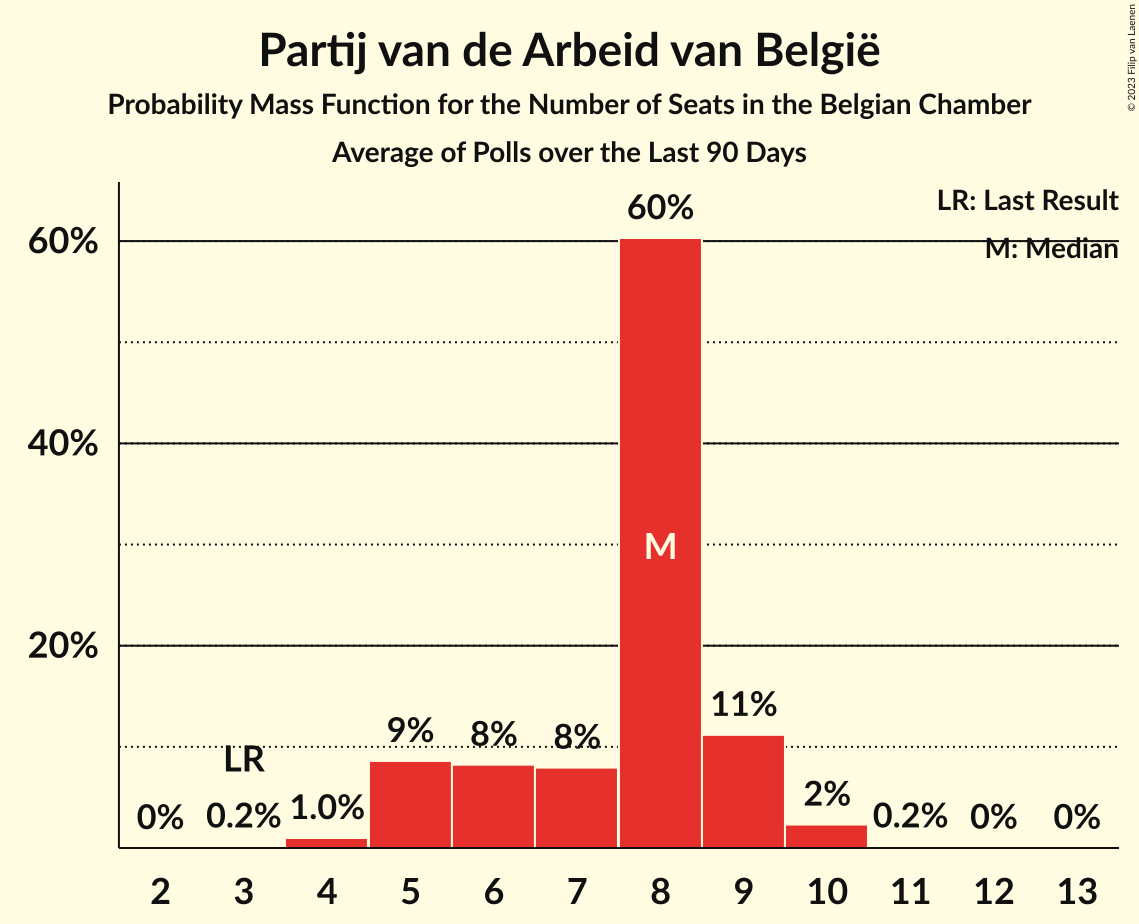 Partij van de Arbeid van België
Probability Mass Function for the Number of Seats in the Belgian Chamber
Average of Polls over the Last 90 Days
© 2023 Filip van Laenen
LR: Last Result
M: Median
60%
40%
20%
0%
LR
0.2%
1.0%
9%
8%
8%
60%
M
11%
2%
0.2%
0%
0%
2 3 4 5 6 7 8 9 10 11 12 13